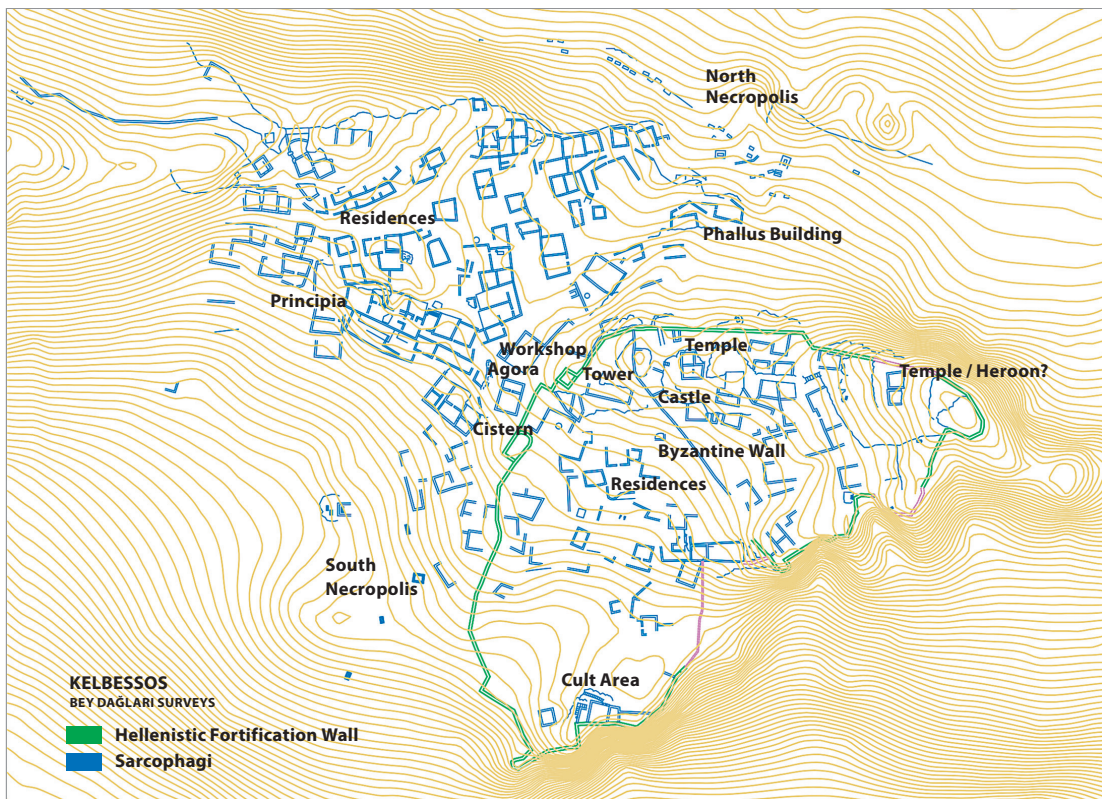 North
Necropolis
Residences
Phallus Building
Principia
Workshop
Agora
Temple
Tower
Temple / Heroon?
Castle
Cistern
Byzantine Wall
Residences
South
Necropolis
Cult Area
KELBESSOS
BEY DAĞLARI SURVEYS
Hellenistic Fortification Wall
Sarcophagi